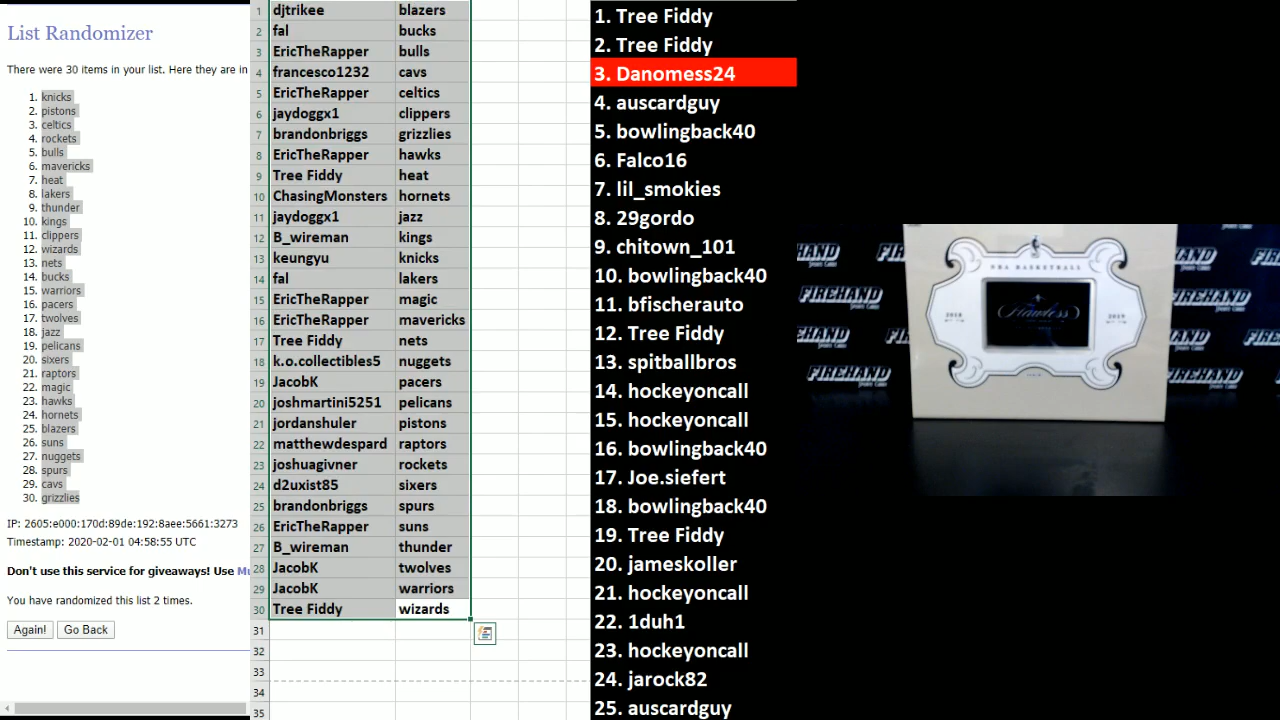 List Randomizer
There were 30 items in your list. Here they are in
1. knicks
2. pistons
3. celtics
4. rockets
5. bulls
6. mavericks
7. heat
8. lakers
9. thunder
10. kings
11. clippers
12. wizards
13. nets
14. bucks
15. warriors
16. pacers
17. twolves
18. jazz
19. pelicans
20. sixers
21. raptors
22. magic
23. hawks
24. hornets
25. blazers
26. suns
27. nuggets
28. spurs
29. cavs
30. grizzlies
IP: 2605:e000:170d:89de:192:8aee:5661:3273
Timestamp: 2020-02-01 04:58:55 UTC
Don't use this service for giveaways! Use
You have randomized this list 2 times.
Again! Go Back
1 djtrikee blazers
2 fal bucks
3 EricTheRapper bulls
4 francesco1232 cavs
5 EricTheRapper celtics
6 jaydoggx1 clippers
7 brandonbriggs grizzlies
8 EricTheRapper hawks
9 Tree Fiddy heat
10 ChasingMonsters hornets
11 jaydoggx1 jazz
12 B_wireman kings
13 keungyu knicks
14 fal lakers
15 EricTheRapper magic
16 EricTheRapper mavericks
17 Tree Fiddy nets
18 k.o.collectibles5 nuggets
19 JacobK pacers
20 joshmartini5251 pelicans
21 jordanshuler pistons
22 matthewdespard raptors
23 joshuagivner rockets
24 d2uxist85 sixers
25 brandonbriggs spurs
26 EricTheRapper suns
27 B_wireman thunder
28 JacobK twolves
29 JacobK warriors
30 Tree Fiddy wizards
31
32
33
34
35
1. Tree Fiddy
2. Tree Fiddy
3. Danomess24
4. auscardguy
5. bowlingback40
6. Falco16
7. lil_smokies
8. 29gordo
9. chitown_101
10. bowlingback40
11. bfischerauto
12. Tree Fiddy
13. spitballbros
14. hockeyoncall
15. hockeyoncall
16. bowlingback40
17. Joe.siefert
18. bowlingback40
19. Tree Fiddy
20. jameskoller
21. hockeyoncall
22. 1duh1
23. hockeyoncall
24. jarock82
25. auscardguy
NBA BASKETBALL
2018 Flawless 2019
FIREHAND
FIREHAND
FIREHAND